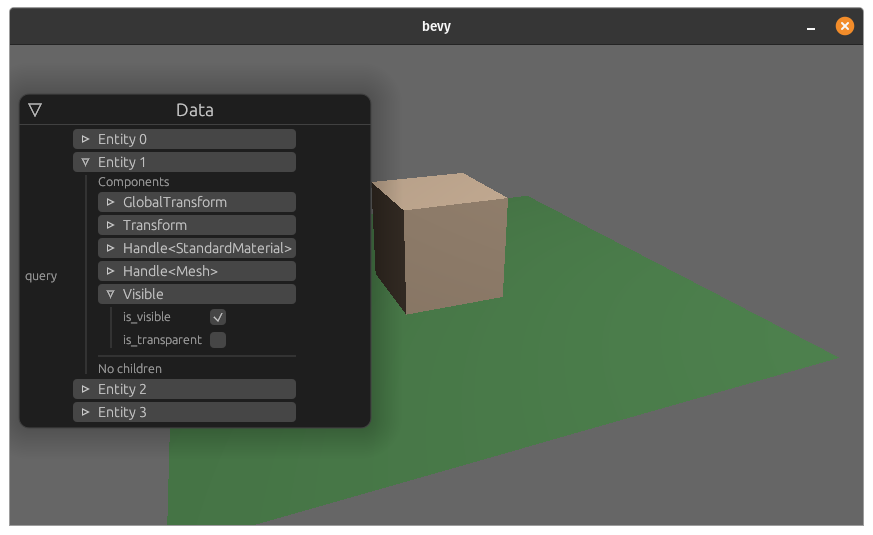 bevy
Data
Entity 0
Entity 1
Components
GlobalTransform
Transform
Handle<StandardMaterial>
query
Handle<Mesh>
Visible
is_visible
is_transparent
No children
Entity 2
Entity 3